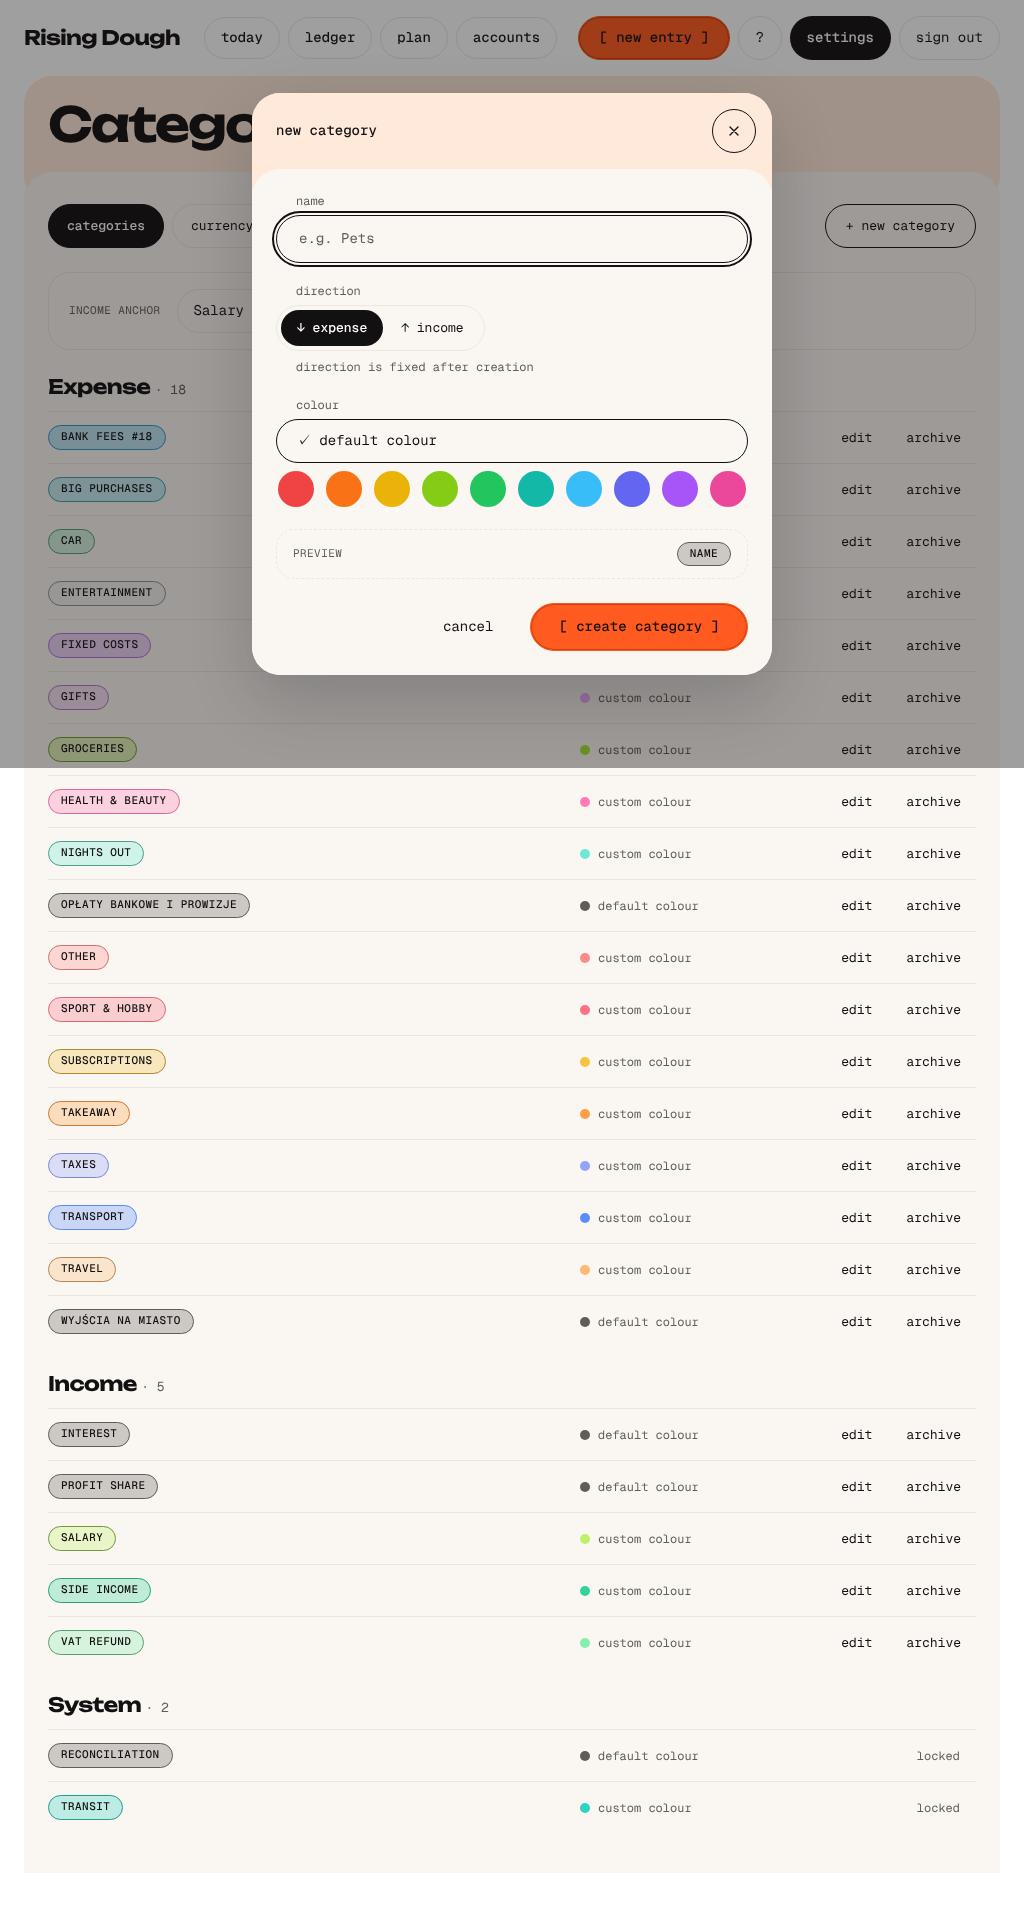 Rising Dough today ledger plan accounts [ new entry ] ? settings sign out
Catego
new category ×
categories currency + new category
name
e.g. Pets
direction
↓ expense ↑ income
direction is fixed after creation
colour
✓ default colour
PREVIEW NAME
cancel [ create category ]
INCOME ANCHOR Salary
Expense · 18
BANK FEES #18 edit archive
BIG PURCHASES edit archive
CAR edit archive
ENTERTAINMENT edit archive
FIXED COSTS edit archive
GIFTS custom colour edit archive
GROCERIES custom colour edit archive
HEALTH & BEAUTY custom colour edit archive
NIGHTS OUT custom colour edit archive
OPŁATY BANKOWE I PROWIZJE default colour edit archive
OTHER custom colour edit archive
SPORT & HOBBY custom colour edit archive
SUBSCRIPTIONS custom colour edit archive
TAKEAWAY custom colour edit archive
TAXES custom colour edit archive
TRANSPORT custom colour edit archive
TRAVEL custom colour edit archive
WYJŚCIA NA MIASTO default colour edit archive
Income · 5
INTEREST default colour edit archive
PROFIT SHARE default colour edit archive
SALARY custom colour edit archive
SIDE INCOME custom colour edit archive
VAT REFUND custom colour edit archive
System · 2
RECONCILIATION default colour locked
TRANSIT custom colour locked